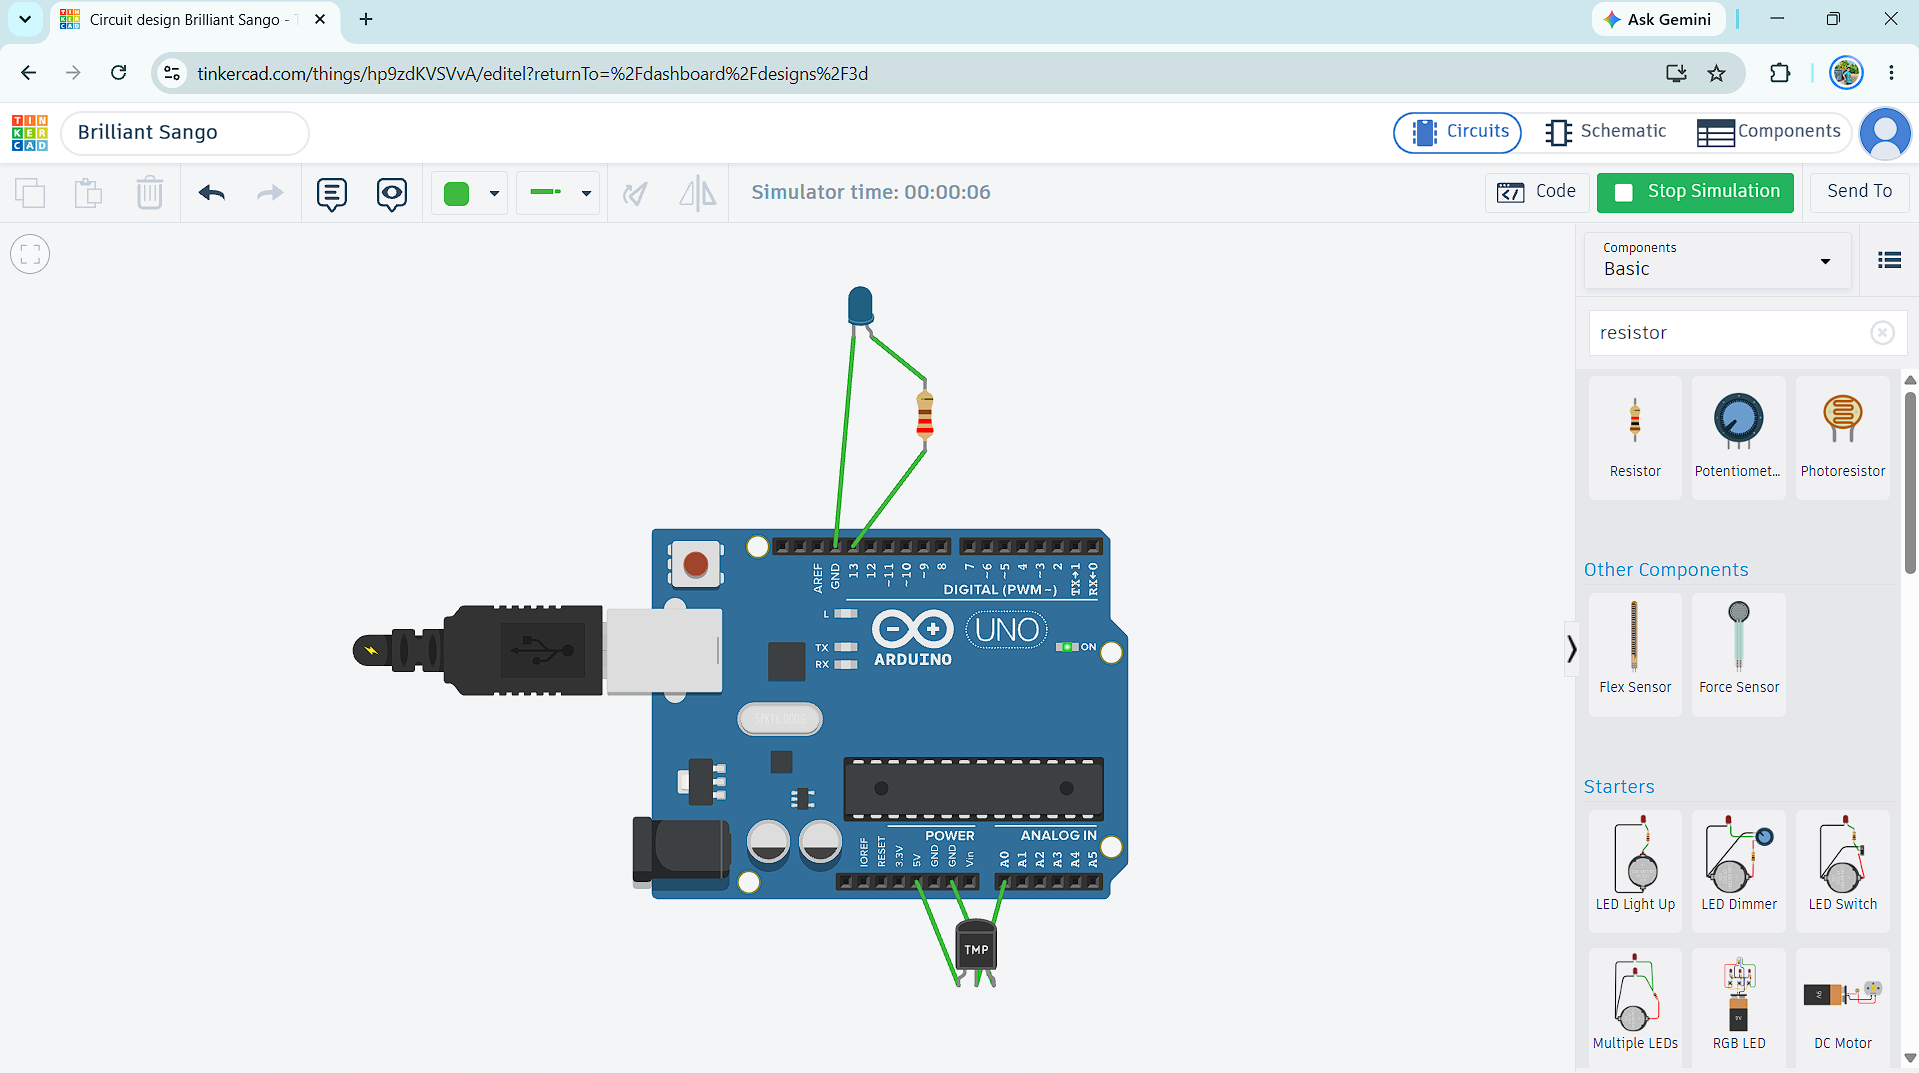 Circuit design Brilliant Sango - T
Ask Gemini
tinkercad.com/things/hp9zdKVSVvA/editel?returnTo=%2Fdashboard%2Fdesigns%2F3d
TIN
KER
CAD
Brilliant Sango
Circuits
Schematic
Components
Simulator time: 00:00:06
Code
Stop Simulation
Send To
Components
Basic
resistor
Resistor
Potentiomet...
Photoresistor
Other Components
Flex Sensor
Force Sensor
Starters
LED Light Up
LED Dimmer
LED Switch
Multiple LEDs
RGB LED
DC Motor
AREF
GND
13
12
~11
~10
~9
8
7
~6
~5
4
~3
2
TX→1
RX←0
DIGITAL (PWM~)
L
TX
RX
ARDUINO
UNO
ON
SPK16.000G
POWER
ANALOG IN
IOREF
RESET
3.3V
5V
GND
GND
Vin
A0
A1
A2
A3
A4
A5
TMP